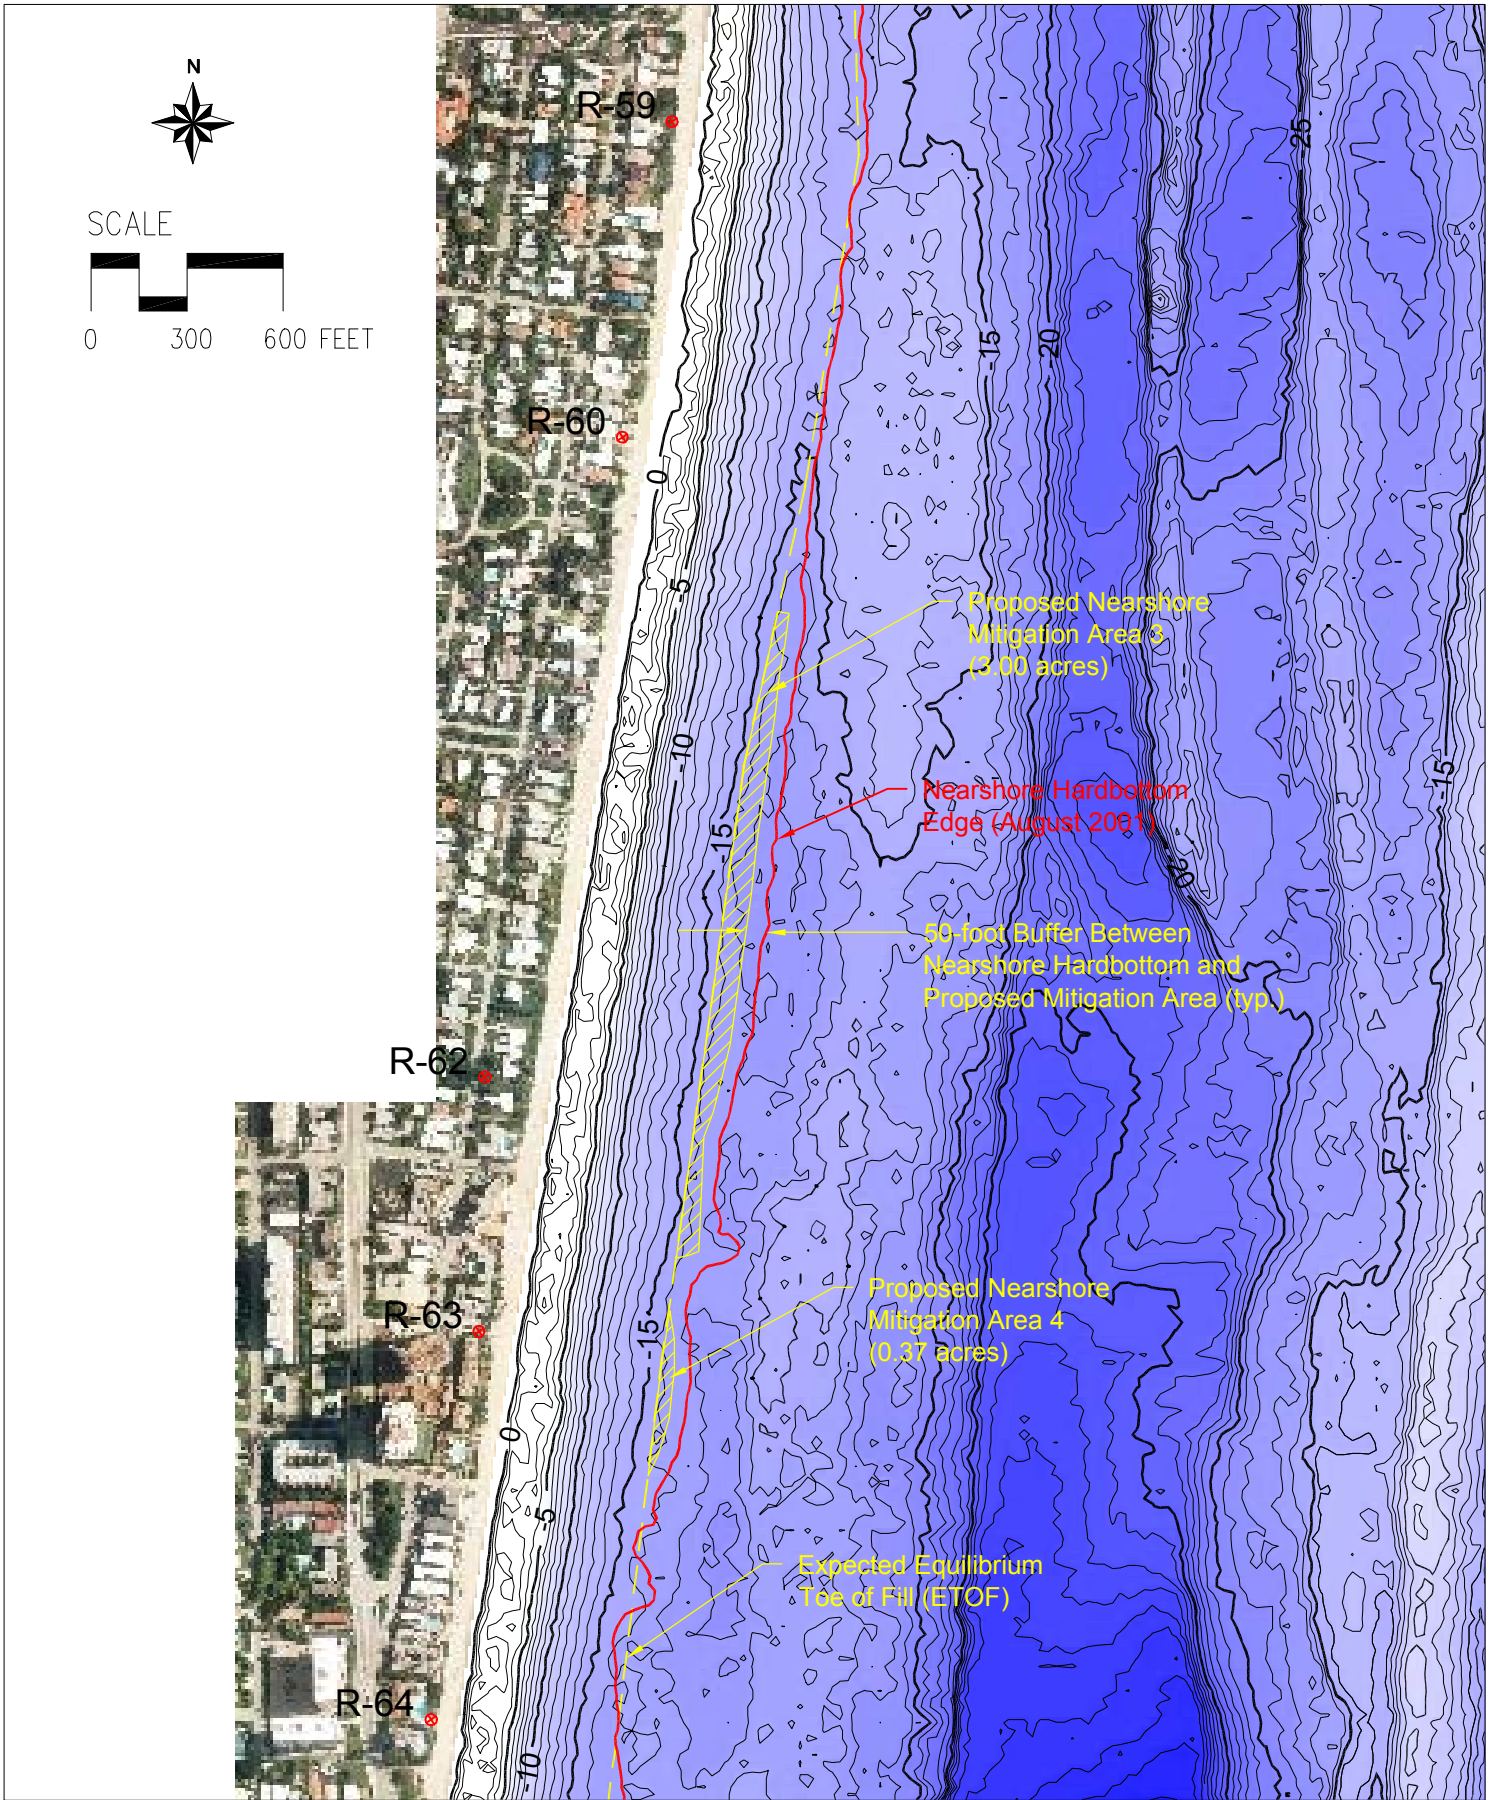 N
SCALE
0 300 600 FEET
R-59
R-60
R-62
R-63
R-64
0
-5
-10
-15
-15
-20
25
-15
-20
-15
0
-5
-10
Proposed Nearshore
Mitigation Area 3
(3.00 acres)
Nearshore Hardbottom
Edge (August 2001)
50-foot Buffer Between
Nearshore Hardbottom and
Proposed Mitigation Area (typ.)
Proposed Nearshore
Mitigation Area 4
(0.37 acres)
Expected Equilibrium
Toe of Fill (ETOF)